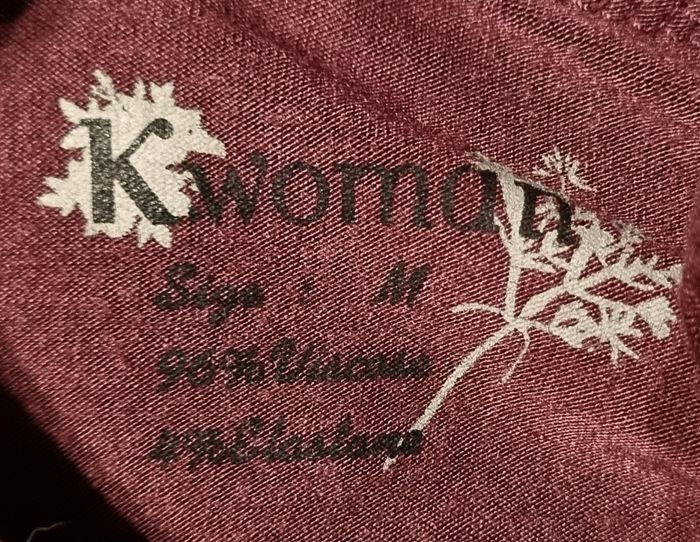 Kwoman
Size : M
96% Viscose
4% Elastane